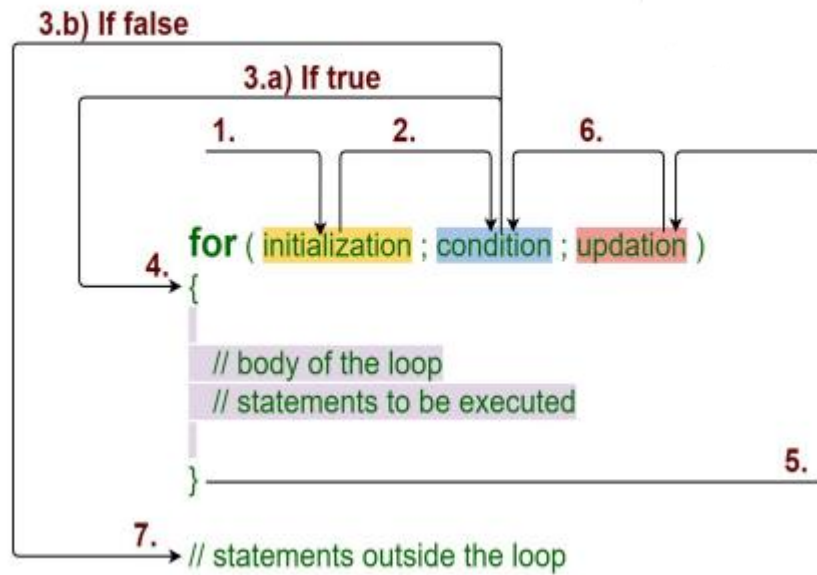 3.b) If false
3.a) If true
1. 2. 6.
for ( initialization ; condition ; updation )
4.
{
// body of the loop
// statements to be executed
5.
}
7.
// statements outside the loop